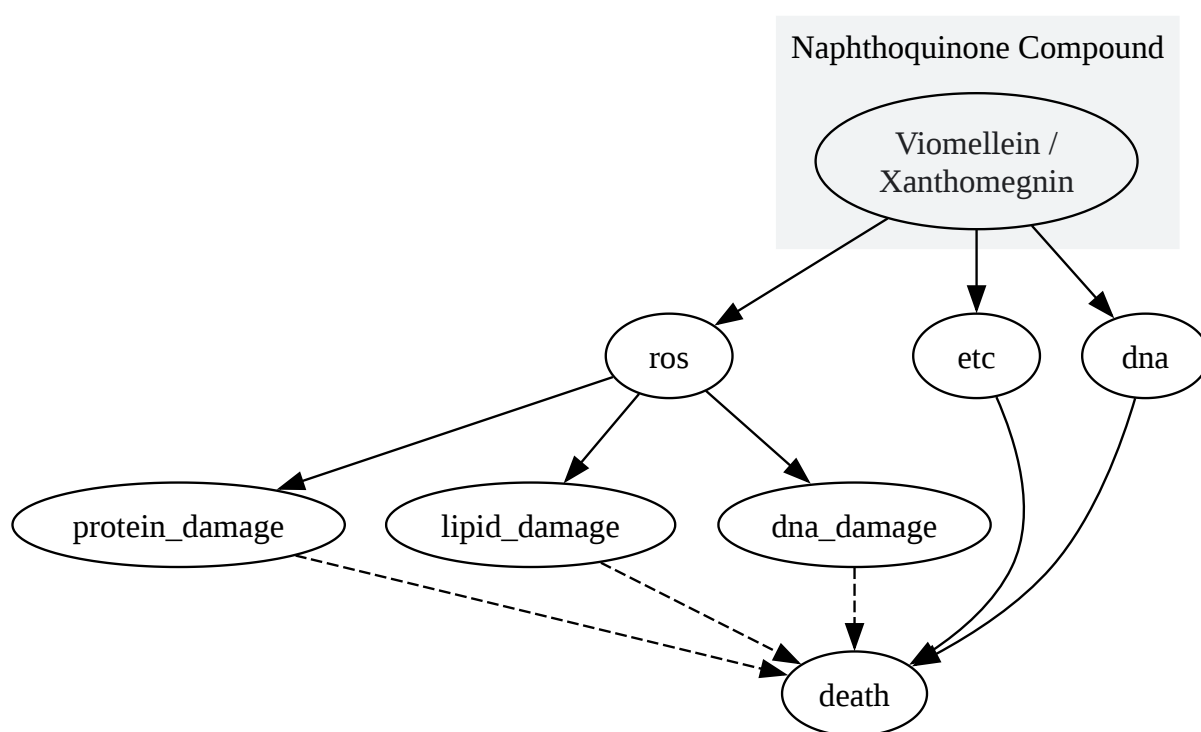 Naphthoquinone Compound
Viomellein /
Xanthomegnin
ros
etc
dna
protein_damage
lipid_damage
dna_damage
death